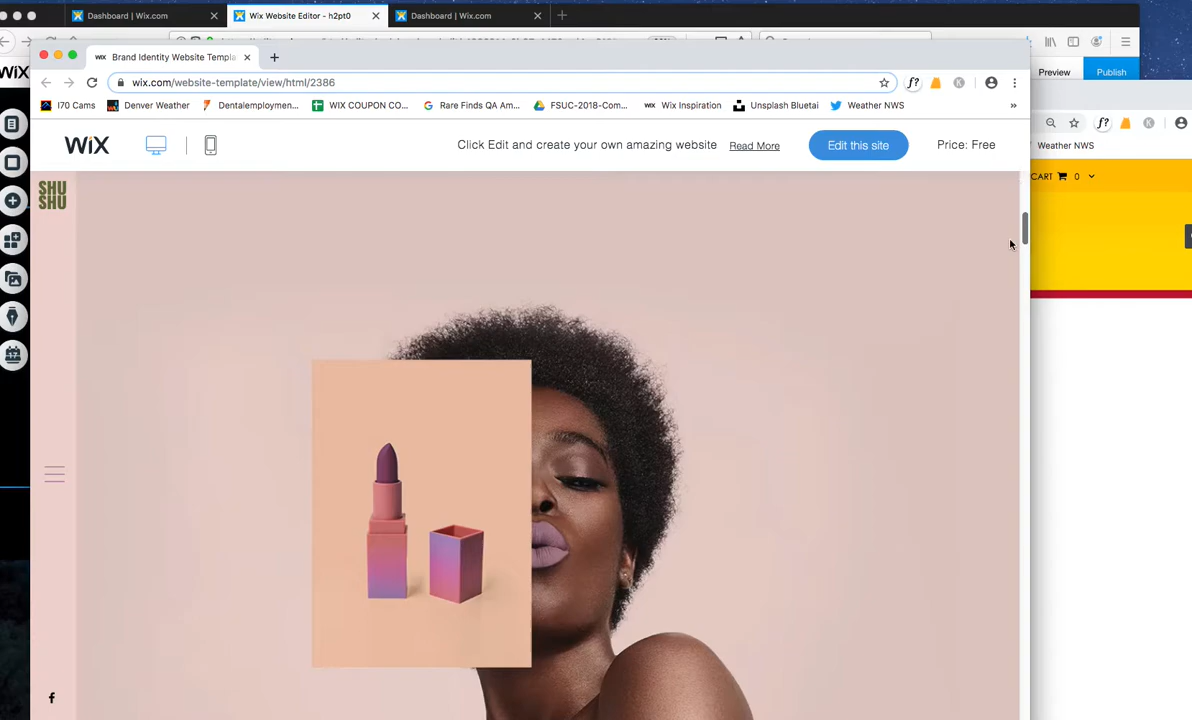 Dashboard | Wix.com
Wix Website Editor - h2pt0
Dashboard | Wix.com
Brand Identity Website Templa
Preview
Publish
wix.com/website-template/view/html/2386
I70 Cams
Denver Weather
Dentalemploymen...
WIX COUPON CO...
Rare Finds QA Am...
FSUC-2018-Com...
Wix Inspiration
Unsplash Bluetai
Weather NWS
»
Weather NWS
WiX
Click Edit and create your own amazing website
Read More
Edit this site
Price: Free
CART 0
SHU
SHU